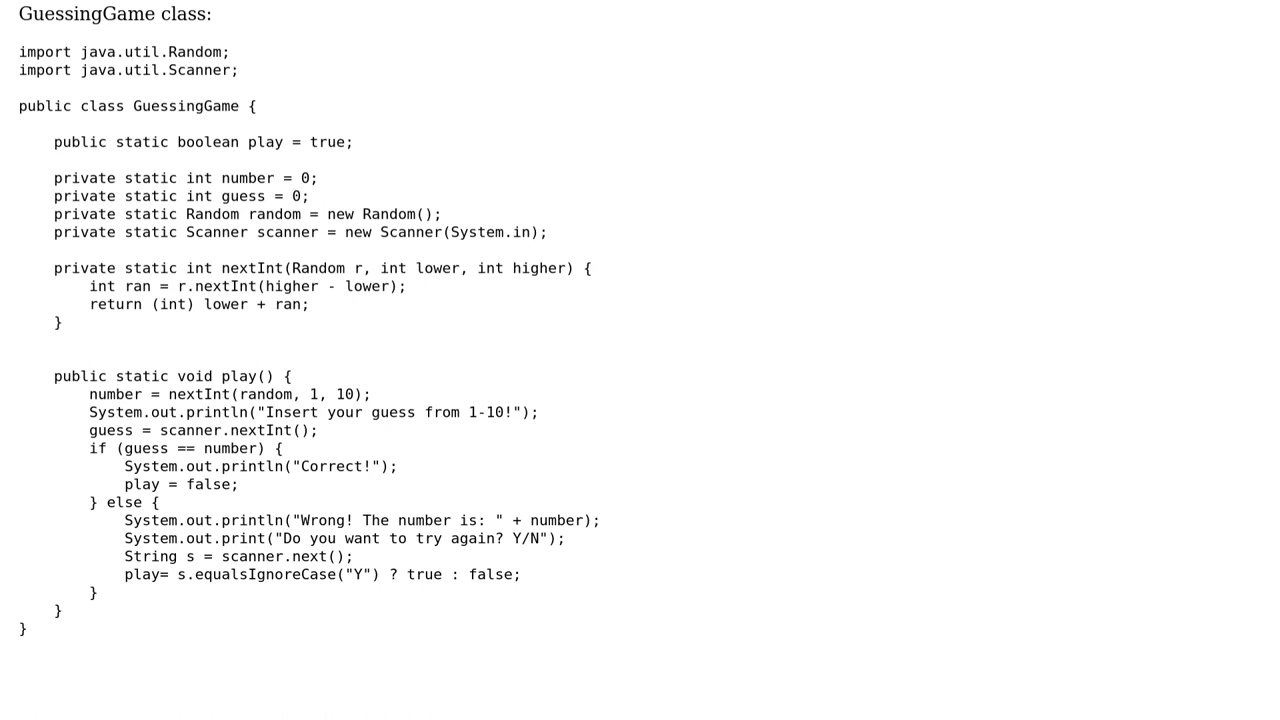 GuessingGame class:
import java.util.Random;
import java.util.Scanner;
public class GuessingGame {
    public static boolean play = true;
    private static int number = 0;
    private static int guess = 0;
    private static Random random = new Random();
    private static Scanner scanner = new Scanner(System.in);
    private static int nextInt(Random r, int lower, int higher) {
        int ran = r.nextInt(higher - lower);
        return (int) lower + ran;
    }
    public static void play() {
        number = nextInt(random, 1, 10);
        System.out.println("Insert your guess from 1-10!");
        guess = scanner.nextInt();
        if (guess == number) {
            System.out.println("Correct!");
            play = false;
        } else {
            System.out.println("Wrong! The number is: " + number);
            System.out.print("Do you want to try again? Y/N");
            String s = scanner.next();
            play= s.equalsIgnoreCase("Y") ? true : false;
        }
    }
}